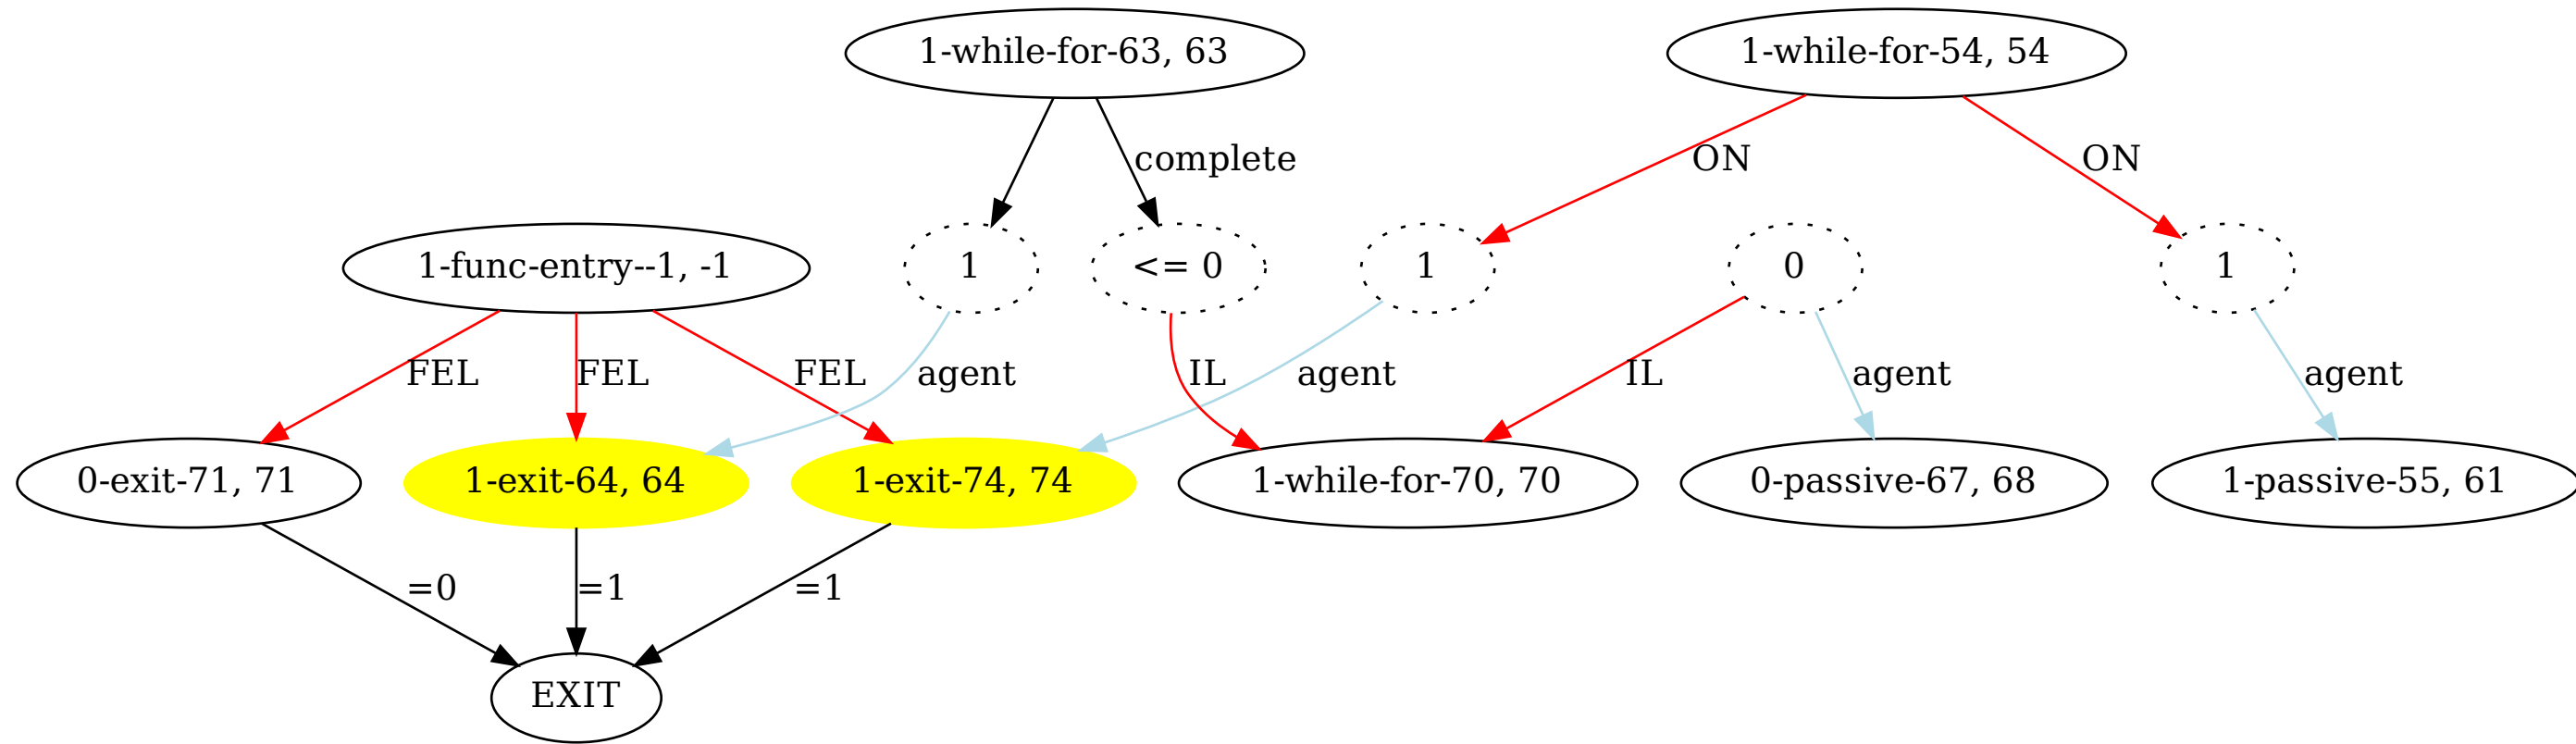 1-while-for-63, 63
1-while-for-54, 54
complete
ON
ON
1-func-entry--1, -1
1
<= 0
1
0
1
FEL
FEL
FEL
agent
IL
agent
IL
agent
agent
0-exit-71, 71
1-exit-64, 64
1-exit-74, 74
1-while-for-70, 70
0-passive-67, 68
1-passive-55, 61
=0
=1
=1
EXIT